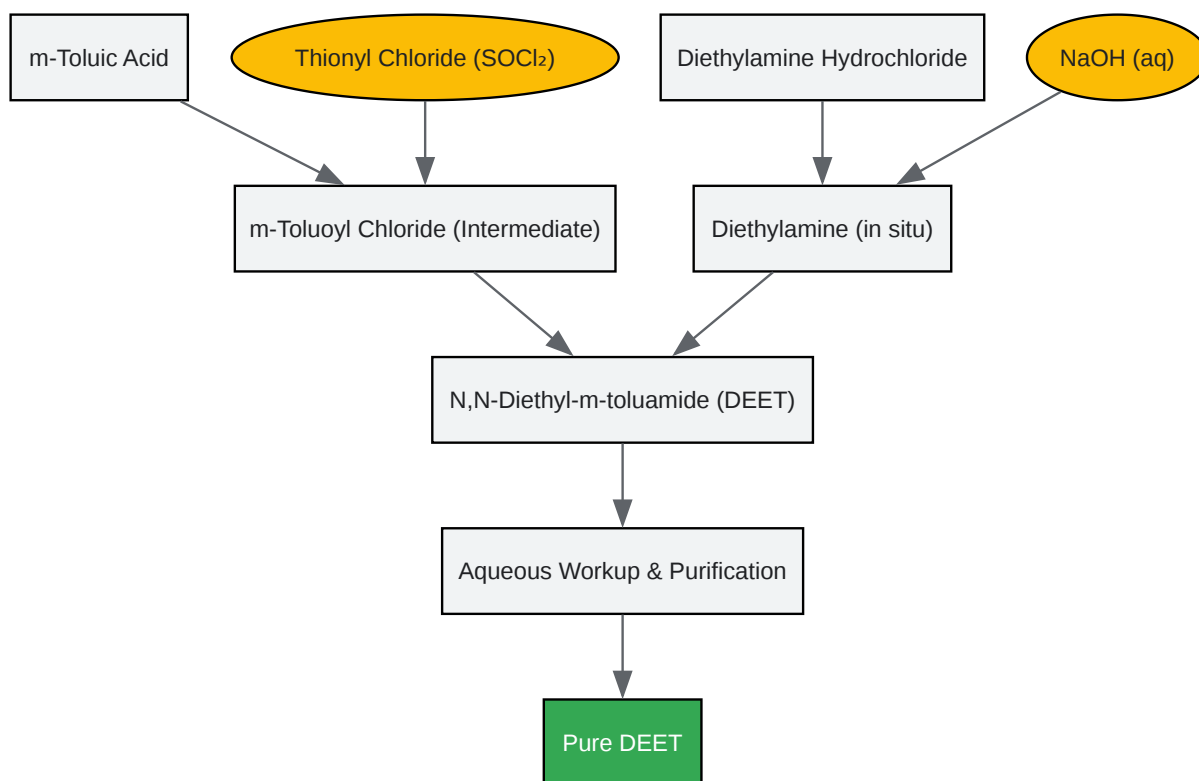 m-Toluic Acid
Thionyl Chloride (SOCl₂)
Diethylamine Hydrochloride
NaOH (aq)
m-Toluoyl Chloride (Intermediate)
Diethylamine (in situ)
N,N-Diethyl-m-toluamide (DEET)
Aqueous Workup & Purification
Pure DEET